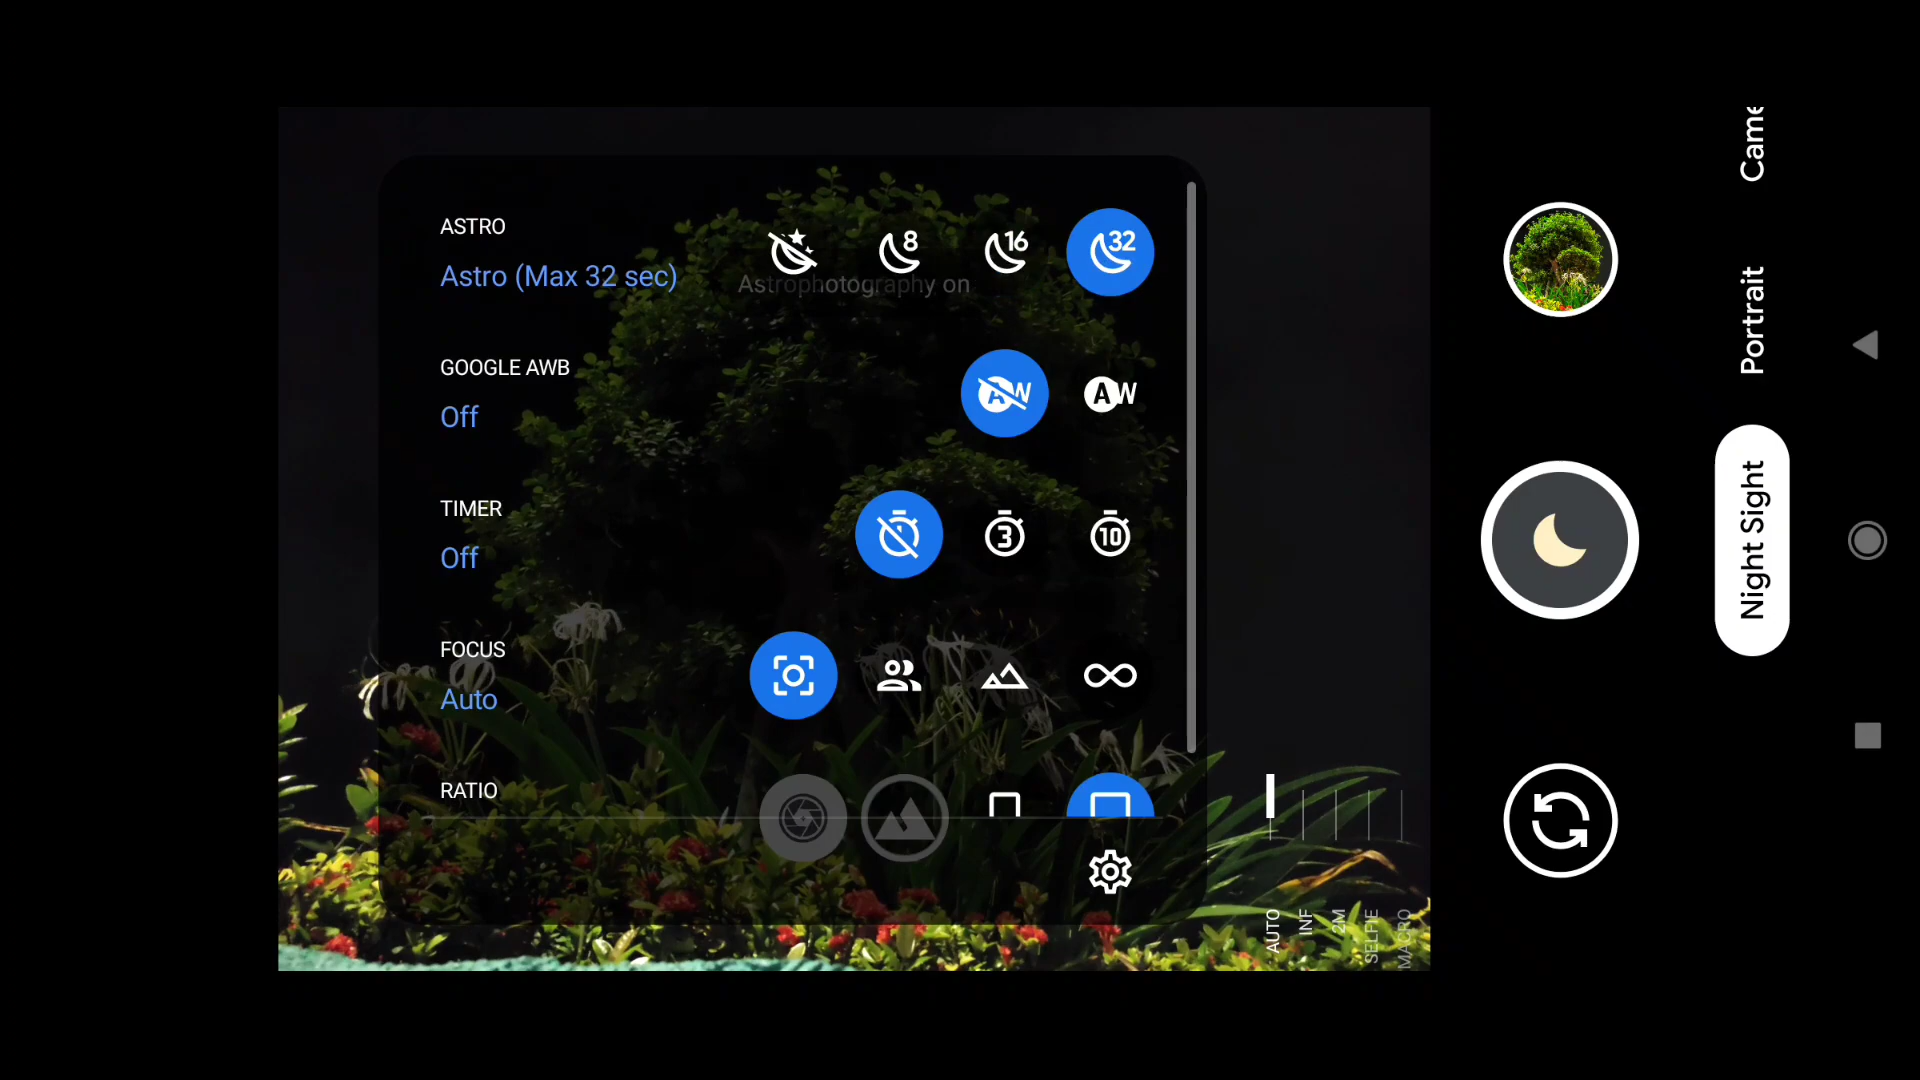 ASTRO
Astro (Max 32 sec)
8
16
32
Astrophotography on
GOOGLE AWB
Off
AW
AW
TIMER
Off
3
10
FOCUS
Auto
RATIO
AUTO
INF
2M
SELFIE
MACRO
Came
Portrait
Night Sight